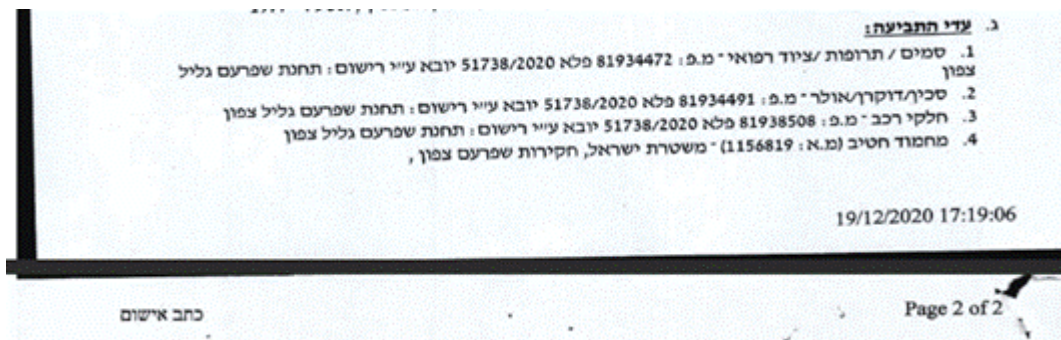 ג. עדי התביעה:
1. סמים / תרופות /ציוד רפואי - מ.פ: 81934472 פלא 51738/2020 יובא ע״י רישום: תחנת שפרעם גליל
צפון
2. סכין/דוקרן/אולר - מ.פ: 81934491 פלא 51738/2020 יובא ע״י רישום: תחנת שפרעם גליל צפון
3. חלקי רכב - מ.פ: 81938508 פלא 51738/2020 יובא ע״י רישום: תחנת שפרעם גליל צפון
4. מחמוד חטיב (מ.א: 1156819) - משטרת ישראל, חקירות שפרעם צפון,
19/12/2020 17:19:06
Page 2 of 2
כתב אישום